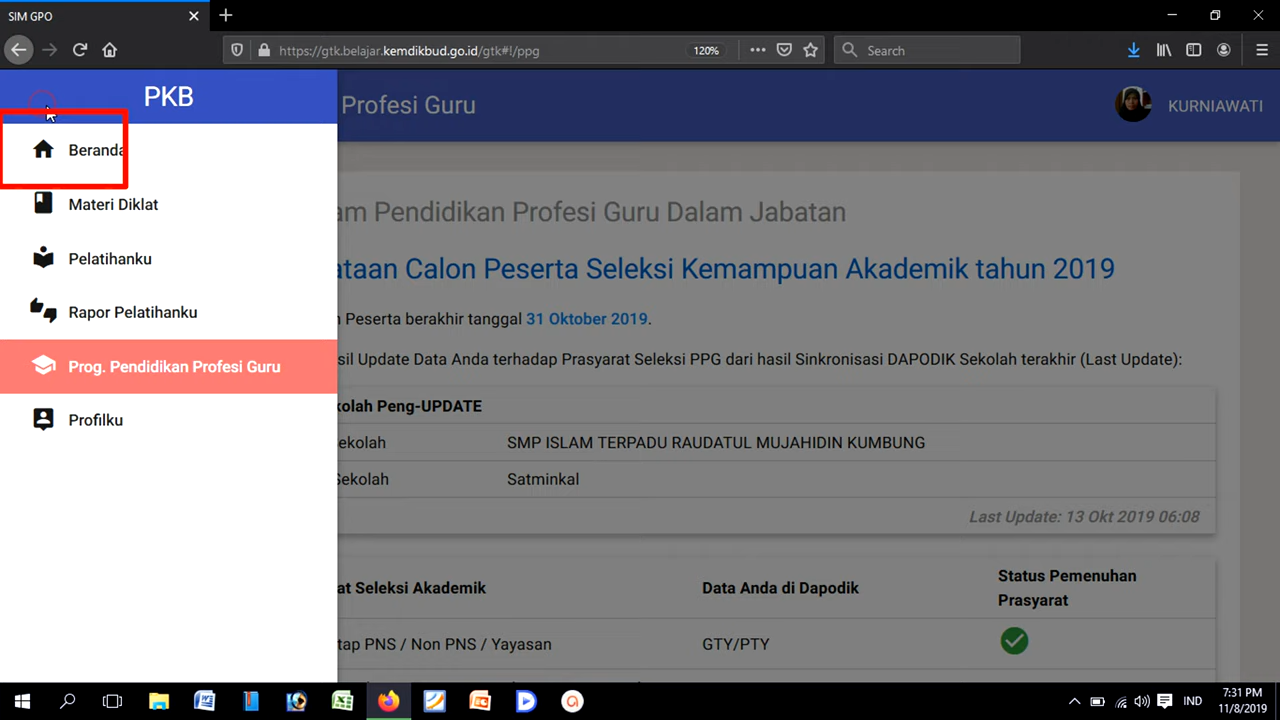 SIM GPO
https://gtk.belajar.kemdikbud.go.id/gtk#!/ppg
120%
Search
PKB
Profesi Guru
KURNIAWATI
Beranda
Materi Diklat
Pelatihanku
Rapor Pelatihanku
Prog. Pendidikan Profesi Guru
Profilku
am Pendidikan Profesi Guru Dalam Jabatan
ataan Calon Peserta Seleksi Kemampuan Akademik tahun 2019
n Peserta berakhir tanggal 31 Oktober 2019.
sil Update Data Anda terhadap Prasyarat Seleksi PPG dari hasil Sinkronisasi DAPODIK Sekolah terakhir (Last Update):
kolah Peng-UPDATE
ekolah SMP ISLAM TERPADU RAUDATUL MUJAHIDIN KUMBUNG
Sekolah Satminkal
Last Update: 13 Okt 2019 06:08
at Seleksi Akademik Data Anda di Dapodik Status Pemenuhan Prasyarat
tap PNS / Non PNS / Yayasan GTY/PTY
IND
7:31 PM
11/8/2019